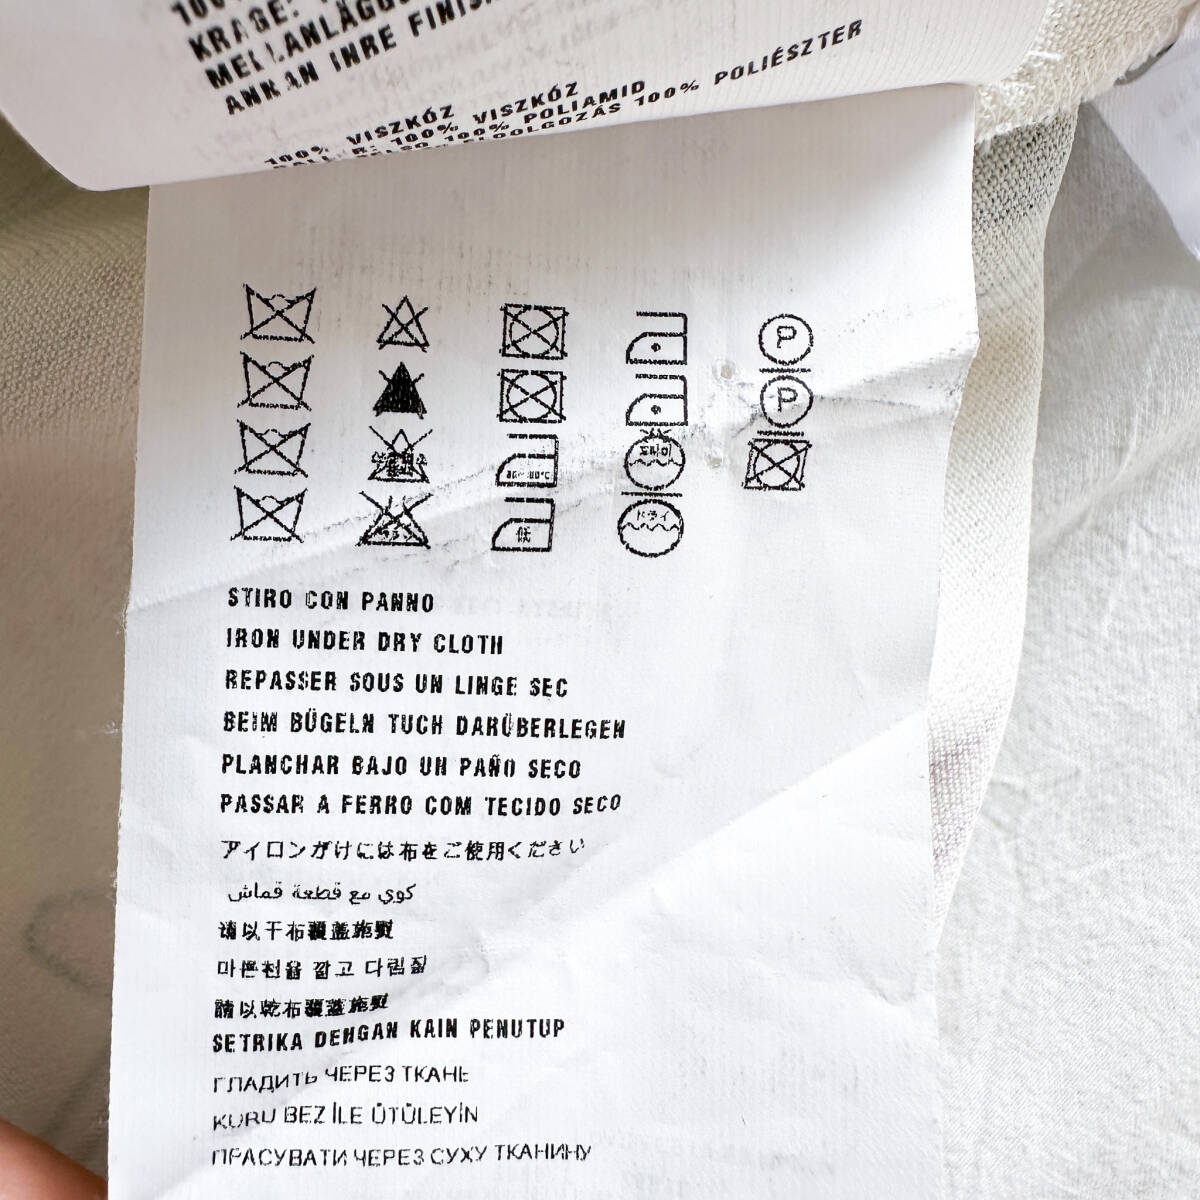 KRAGE:
MELLANLÄGG
ANNAN INRE FINISH
100% VISZKÓZ
100% VISZKÓZ
100% POLIAMID
100% POLIÉSZTER
P
P
低
ドライ
STIRO CON PANNO
IRON UNDER DRY CLOTH
REPASSER SOUS UN LINGE SEC
BEIM BÜGELN TUCH DARÜBERLEGEN
PLANCHAR BAJO UN PAÑO SECO
PASSAR A FERRO COM TECIDO SECO
アイロンがけには布をご使用ください
كوي مع قطعة قماش
请以干布覆盖施熨
마른천을 깔고 다림질
請以乾布覆蓋施熨
SETRIKA DENGAN KAIN PENUTUP
ГЛАДИТЬ ЧЕРЕЗ ТКАНЬ
KURU BEZ İLE ÜTÜLEYİN
ПРАСУВАТИ ЧЕРЕЗ СУХУ ТКАНИНУ